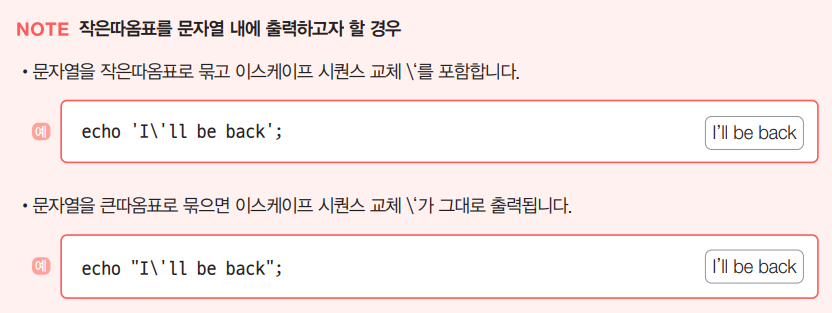 NOTE 작은따옴표를 문자열 내에 출력하고자 할 경우
• 문자열을 작은따옴표로 묶고 이스케이프 시퀀스 교체 \‘를 포함합니다.
예 echo 'I\'ll be back'; I’ll be back
• 문자열을 큰따옴표로 묶으면 이스케이프 시퀀스 교체 \‘가 그대로 출력됩니다.
예 echo "I\'ll be back"; I’ll be back